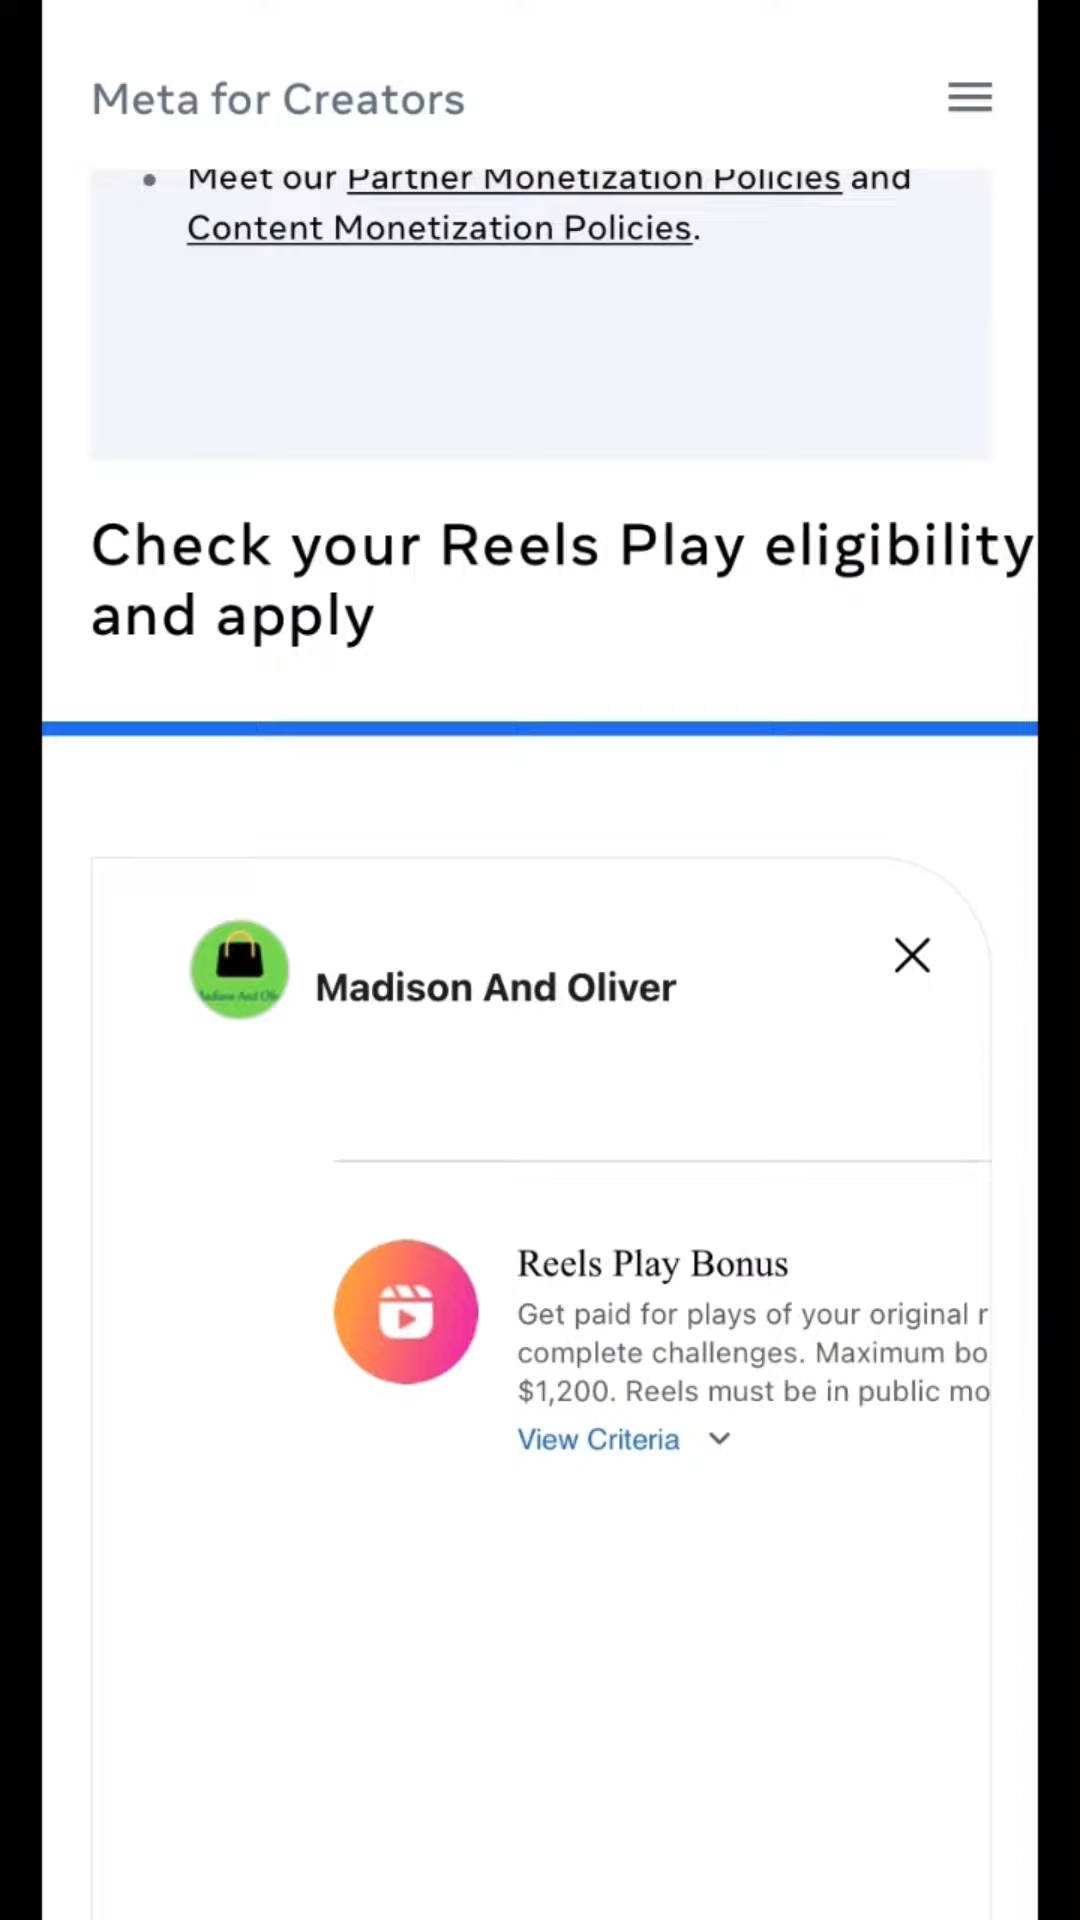 Meta for Creators
Meet our Partner Monetization Policies and
Content Monetization Policies.
Check your Reels Play eligibility
and apply
Madison And Oliver
Reels Play Bonus
Get paid for plays of your original r
complete challenges. Maximum bo
$1,200. Reels must be in public mo
View Criteria